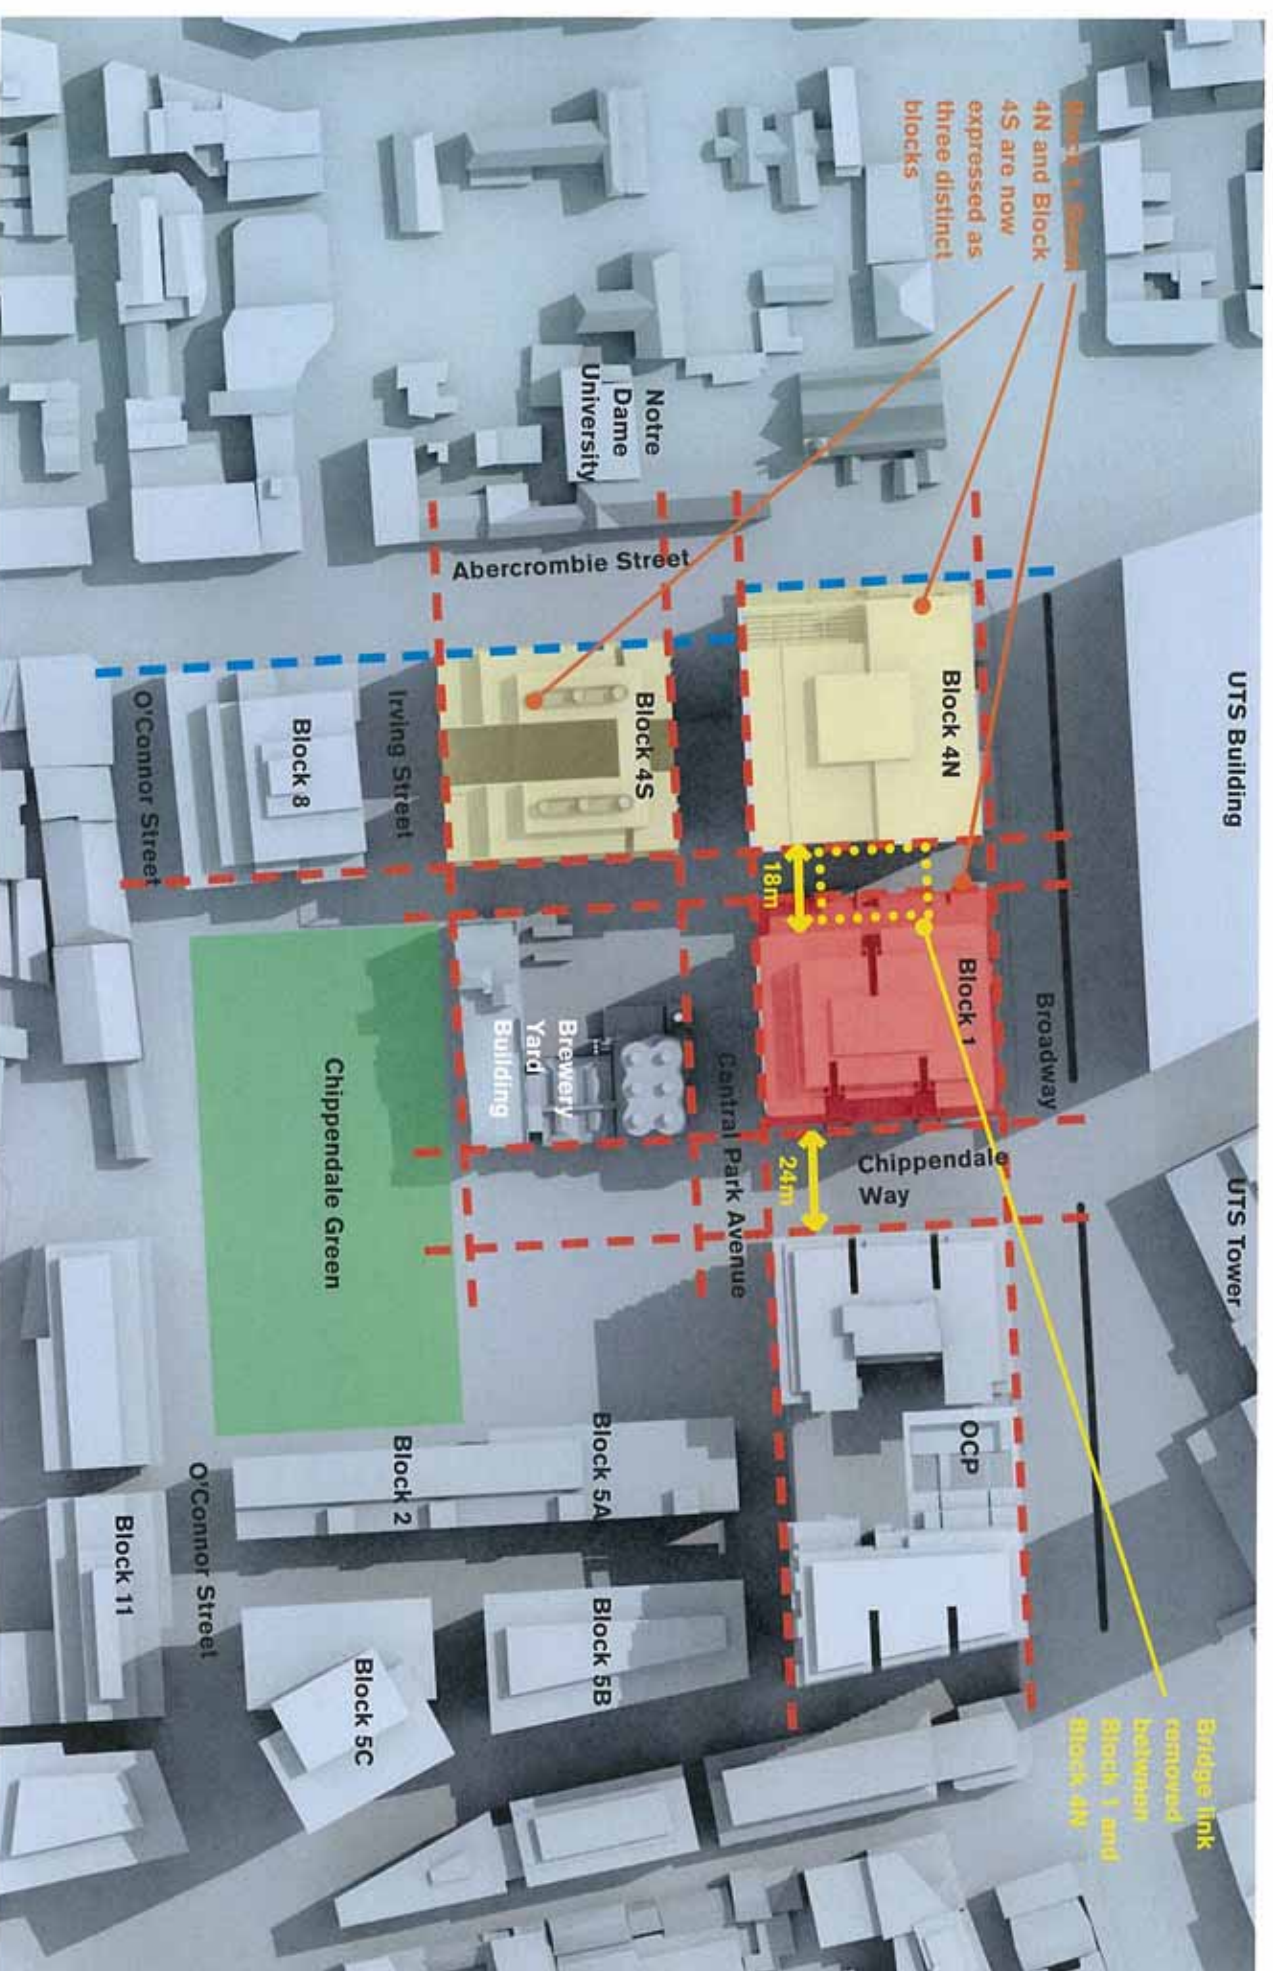 Block 1, Block
4N and Block
4S are now
expressed as
three distinct
blocks
UTS Building
UTS Tower
Bridge link
removed
between
Block 1 and
Block 4N
Broadway
Block 4N
Block 1
Chippendale
Way
OCP
18m
24m
Central Park Avenue
Notre
Dame
University
Abercrombie Street
Block 4S
Brewery
Yard
Building
Block 5A
Block 5B
Irving Street
Block 2
Block 5C
Block 8
Chippendale Green
O'Connor Street
O'Connor Street
Block 11